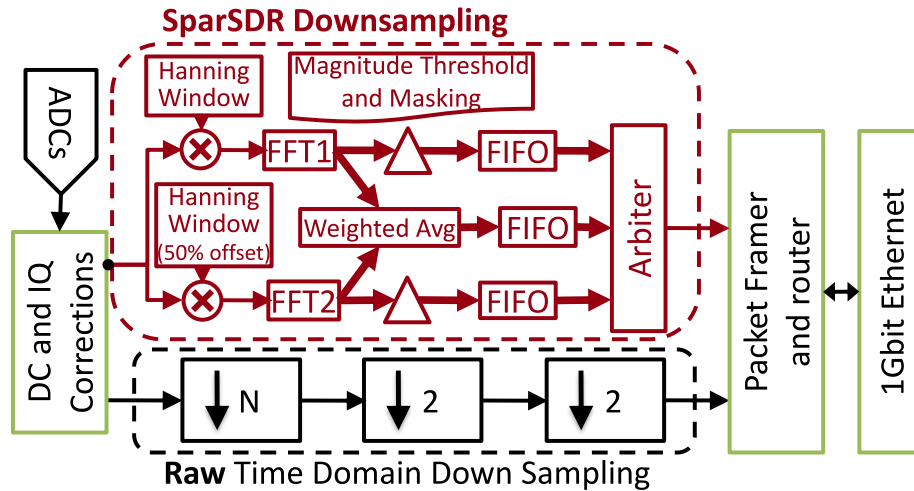 SparSDR Downsampling
ADCs
Hanning
Window
Magnitude Threshold
and Masking
FFT1
FIFO
Hanning
Window
(50% offset)
Weighted Avg
FIFO
FFT2
FIFO
Arbiter
DC and IQ
Corrections
Packet Framer
and router
1Gbit Ethernet
N
2
2
Raw Time Domain Down Sampling